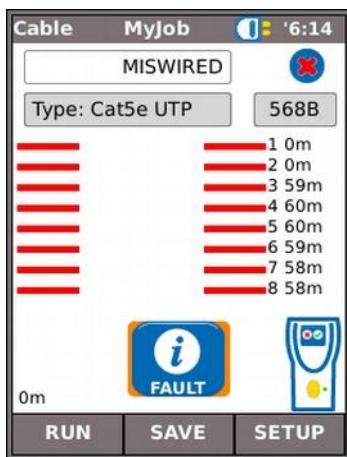 Cable MyJob '6:14
MISWIRED
Type: Cat5e UTP 568B
1 0m
2 0m
3 59m
4 60m
5 60m
6 59m
7 58m
8 58m
i
FAULT
0m
RUN SAVE SETUP